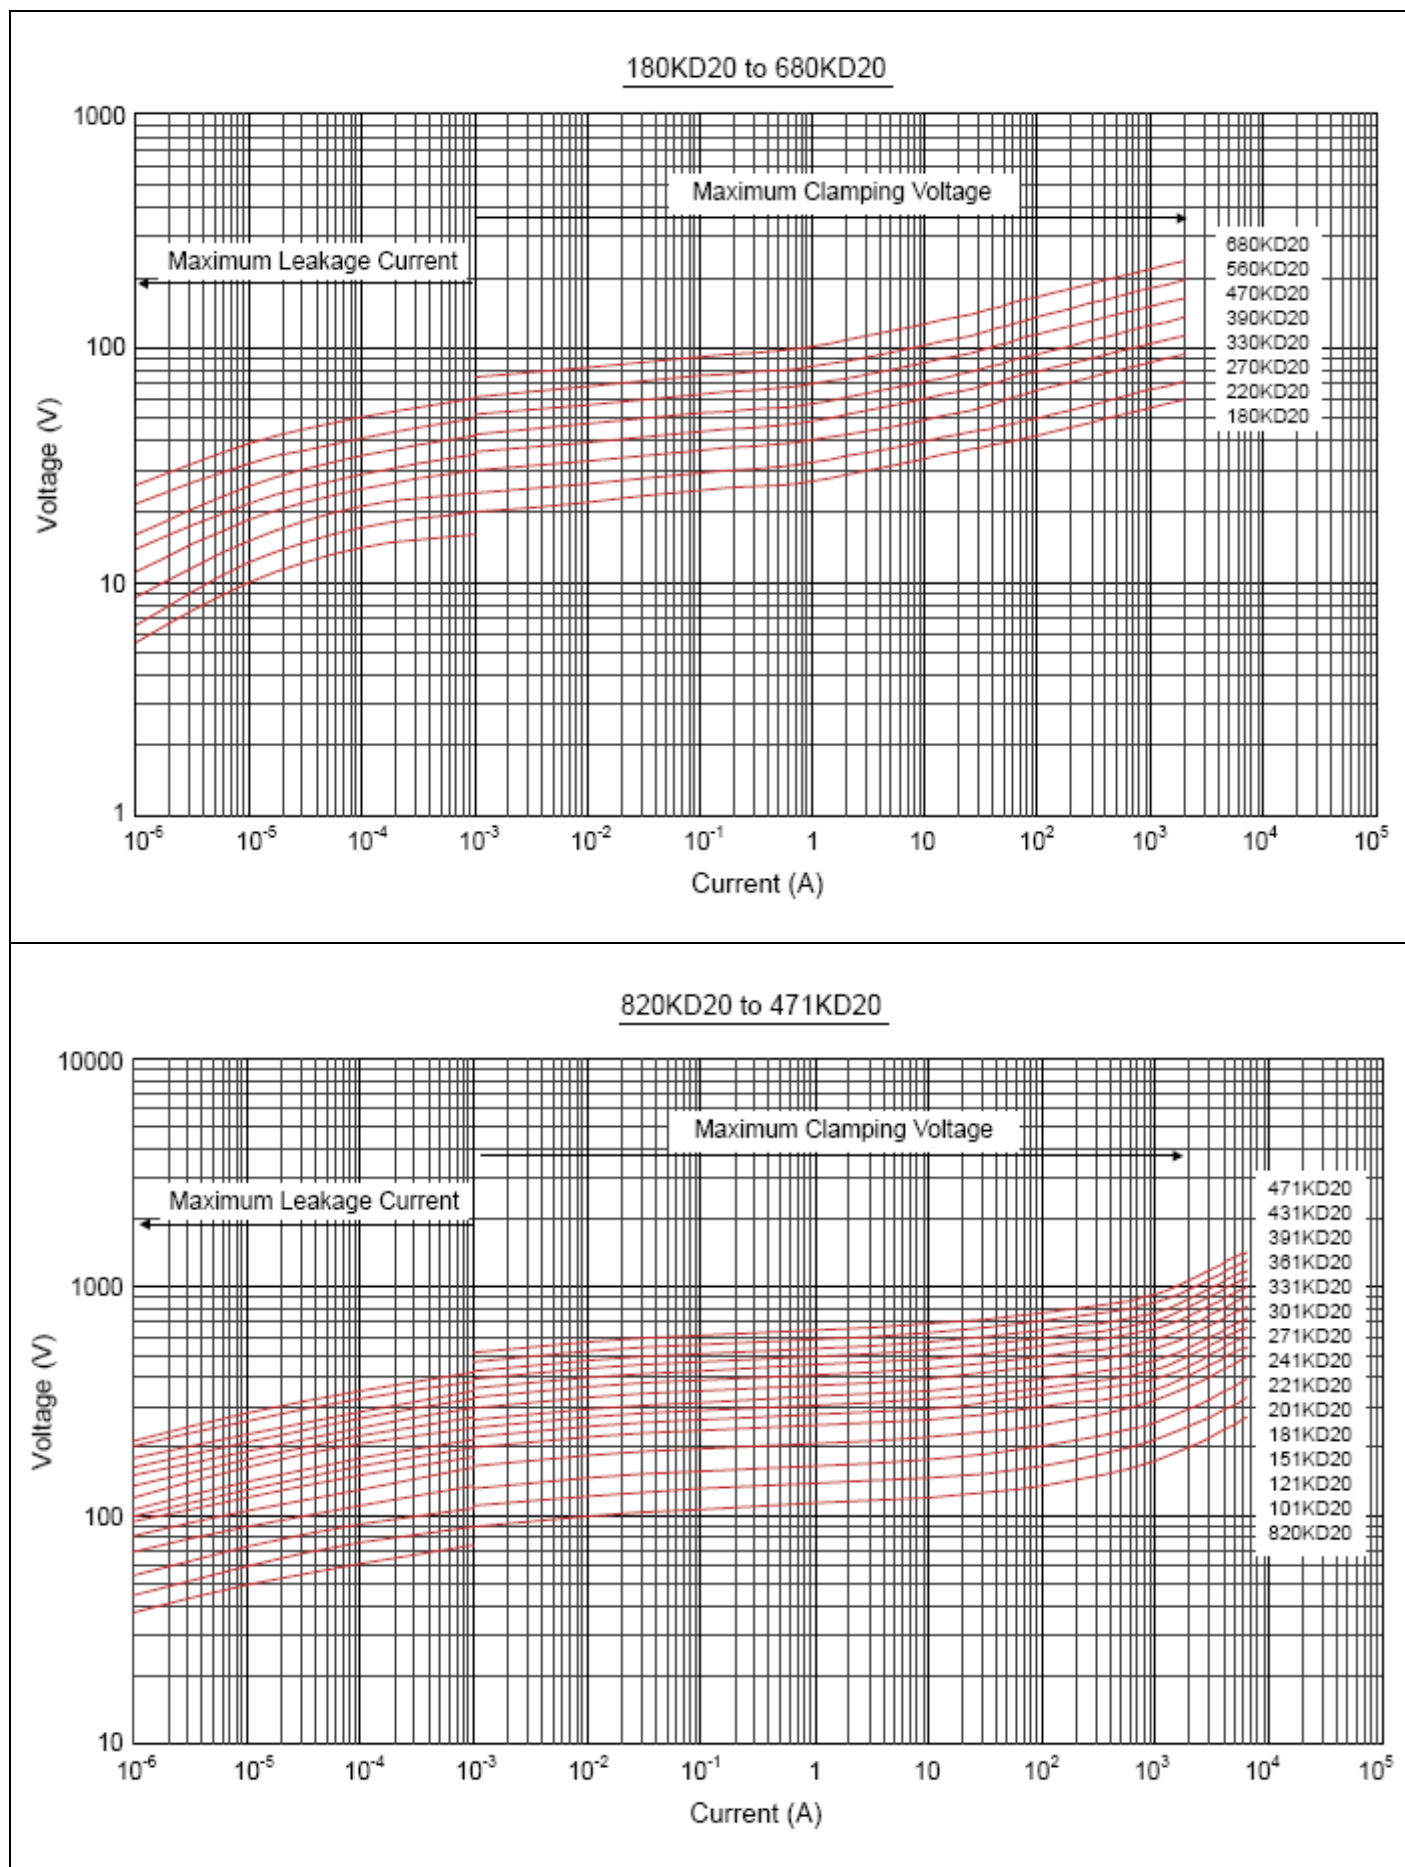 180KD20 to 680KD20
1000
Maximum Clamping Voltage
Maximum Leakage Current
680KD20
560KD20
470KD20
390KD20
330KD20
270KD20
220KD20
180KD20
100
10
1
Voltage (V)
10⁻⁶ 10⁻⁵ 10⁻⁴ 10⁻³ 10⁻² 10⁻¹ 1 10 10² 10³ 10⁴ 10⁵
Current (A)
820KD20 to 471KD20
10000
Maximum Clamping Voltage
Maximum Leakage Current
471KD20
431KD20
391KD20
361KD20
331KD20
301KD20
271KD20
241KD20
221KD20
201KD20
181KD20
151KD20
121KD20
101KD20
820KD20
1000
100
10
Voltage (V)
10⁻⁶ 10⁻⁵ 10⁻⁴ 10⁻³ 10⁻² 10⁻¹ 1 10 10² 10³ 10⁴ 10⁵
Current (A)